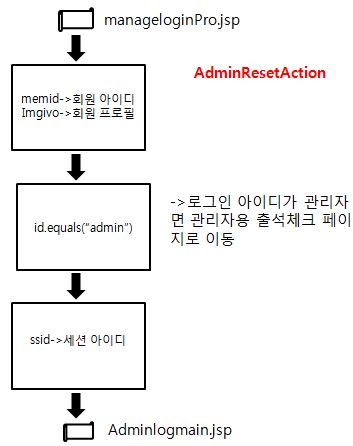 manageloginPro.jsp
AdminResetAction
memid->회원 아이디
Imgivo->회원 프로필
id.equals("admin")
->로그인 아이디가 관리자
면 관리자용 출석체크 페이
지로 이동
ssid->세션 아이디
Adminlogmain.jsp